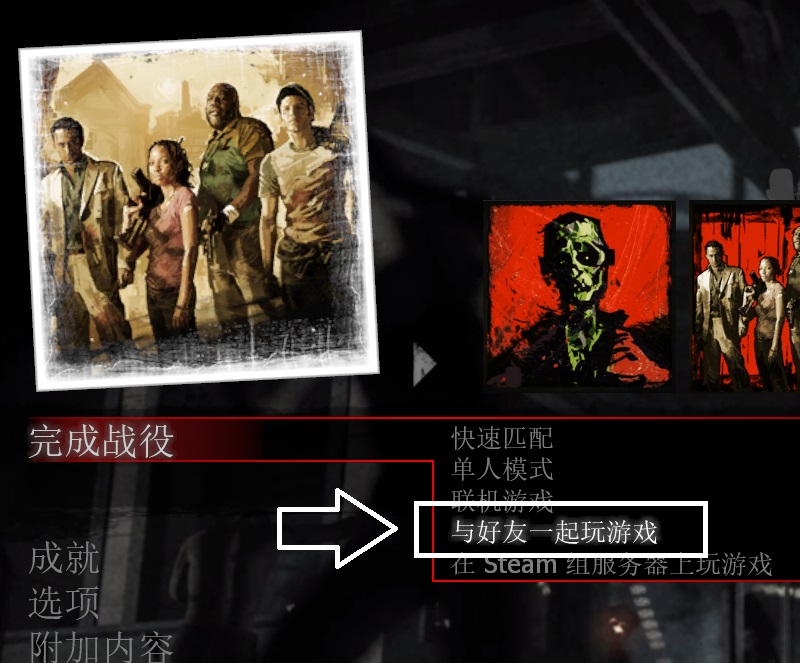 完成战役
快速匹配
单人模式
联机游戏
与好友一起玩游戏
在 Steam 组服务器上玩游戏
成就
选项
附加内容